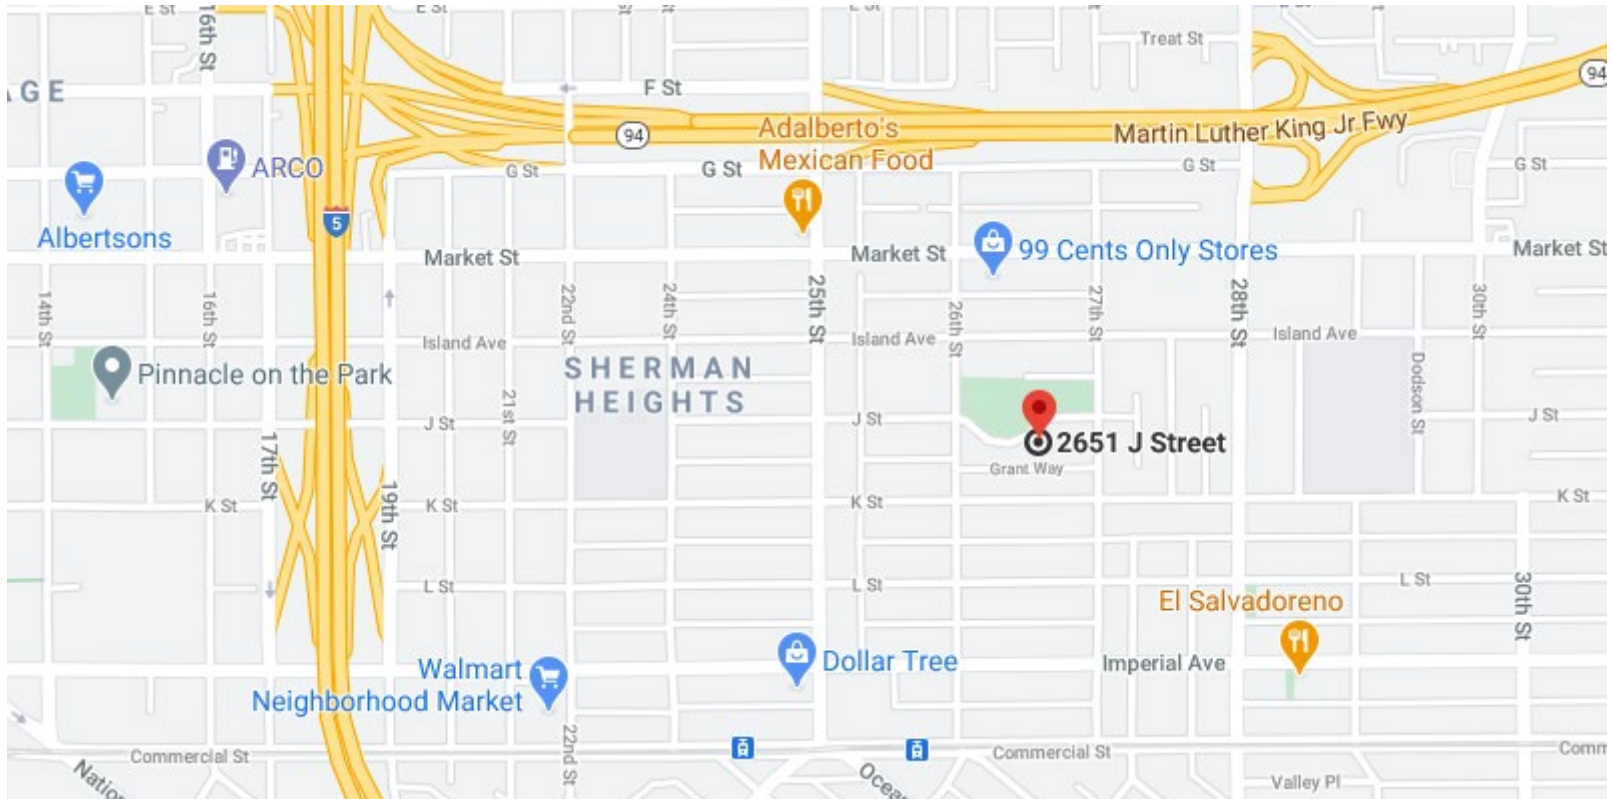 E St
E St
16th St
Treat St
94
AGE
F St
94
Martin Luther King Jr Fwy
Adalberto's
Mexican Food
ARCO
G St
G St
G St
G St
5
Albertsons
Market St
Market St
99 Cents Only Stores
Market St
14th St
16th St
22nd St
24th St
25th St
26th St
27th St
28th St
30th St
Island Ave
Island Ave
Island Ave
Pinnacle on the Park
SHERMAN
HEIGHTS
Dodson St
21st St
J St
J St
J St
2651 J Street
Grant Way
17th St
19th St
K St
K St
K St
K St
L St
L St
L St
30th St
El Salvadoreno
Walmart
Neighborhood Market
Dollar Tree
Imperial Ave
22nd St
Commercial St
Commercial St
Comm
Natio
Ocea
Valley Pl